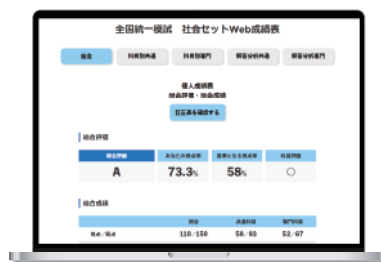 全国統一模試 社会セットWeb成績表
総合 科目別共通 科目別専門 解答分析共通 解答分析専門
個人成績表
総合評価・総合成績
訂正表を確認する
総合評価
総合評価 あなたの得点率 基準となる得点率 科目評価
A 73.3% 58% ○
総合成績
総合 共通科目 専門科目
得点/満点 110/150 58/83 52/67